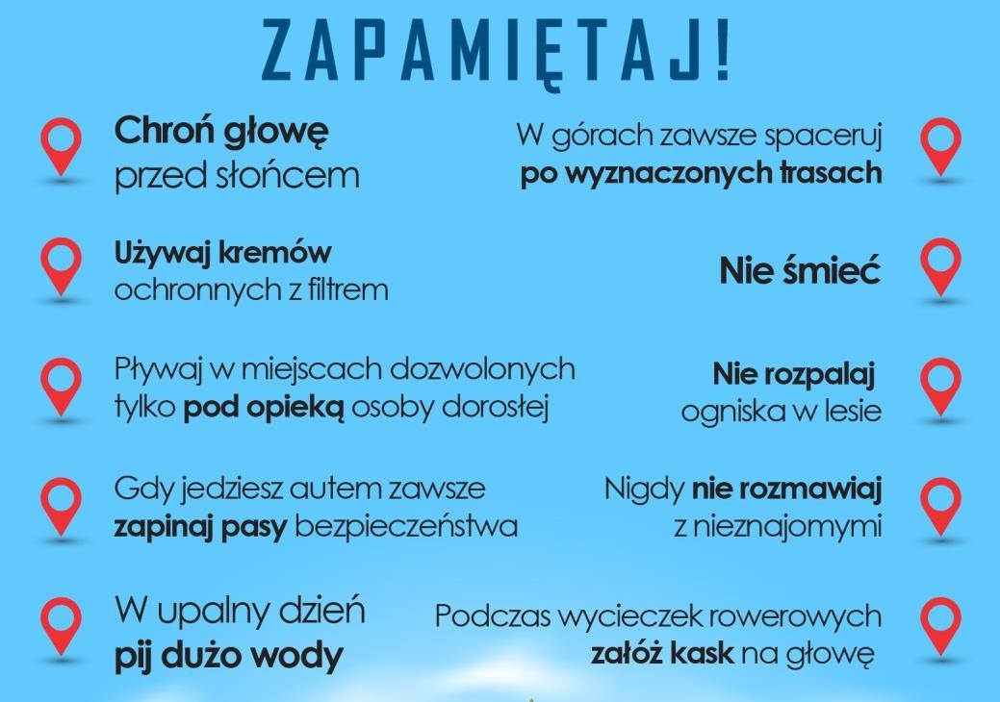 ZAPAMIĘTAJ!
Chroń głowę
przed słońcem
Używaj kremów
ochronnych z filtrem
Pływaj w miejscach dozwolonych
tylko pod opieką osoby dorosłej
Gdy jedziesz autem zawsze
zapinaj pasy bezpieczeństwa
W upalny dzień
pij dużo wody
W górach zawsze spaceruj
po wyznaczonych trasach
Nie śmieć
Nie rozpalaj
ogniska w lesie
Nigdy nie rozmawiaj
z nieznajomymi
Podczas wycieczek rowerowych
załóż kask na głowę